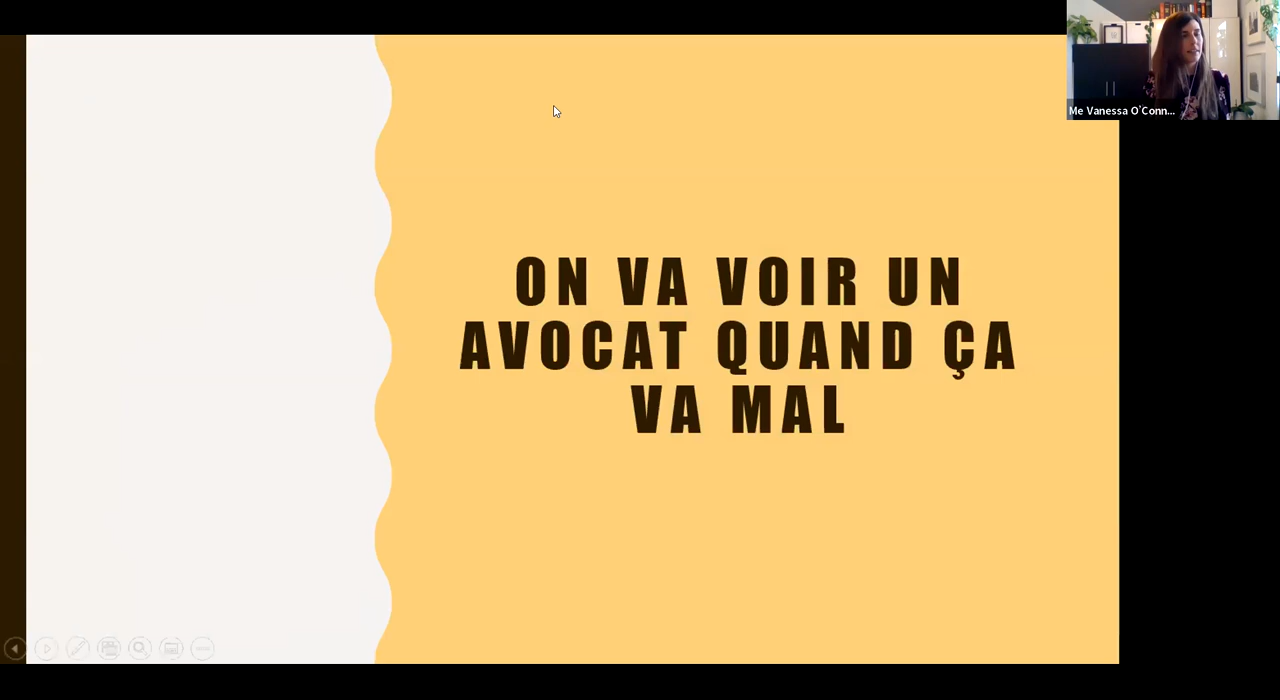 Me Vanessa O'Conn...
ON VA VOIR UN
AVOCAT QUAND ÇA
VA MAL